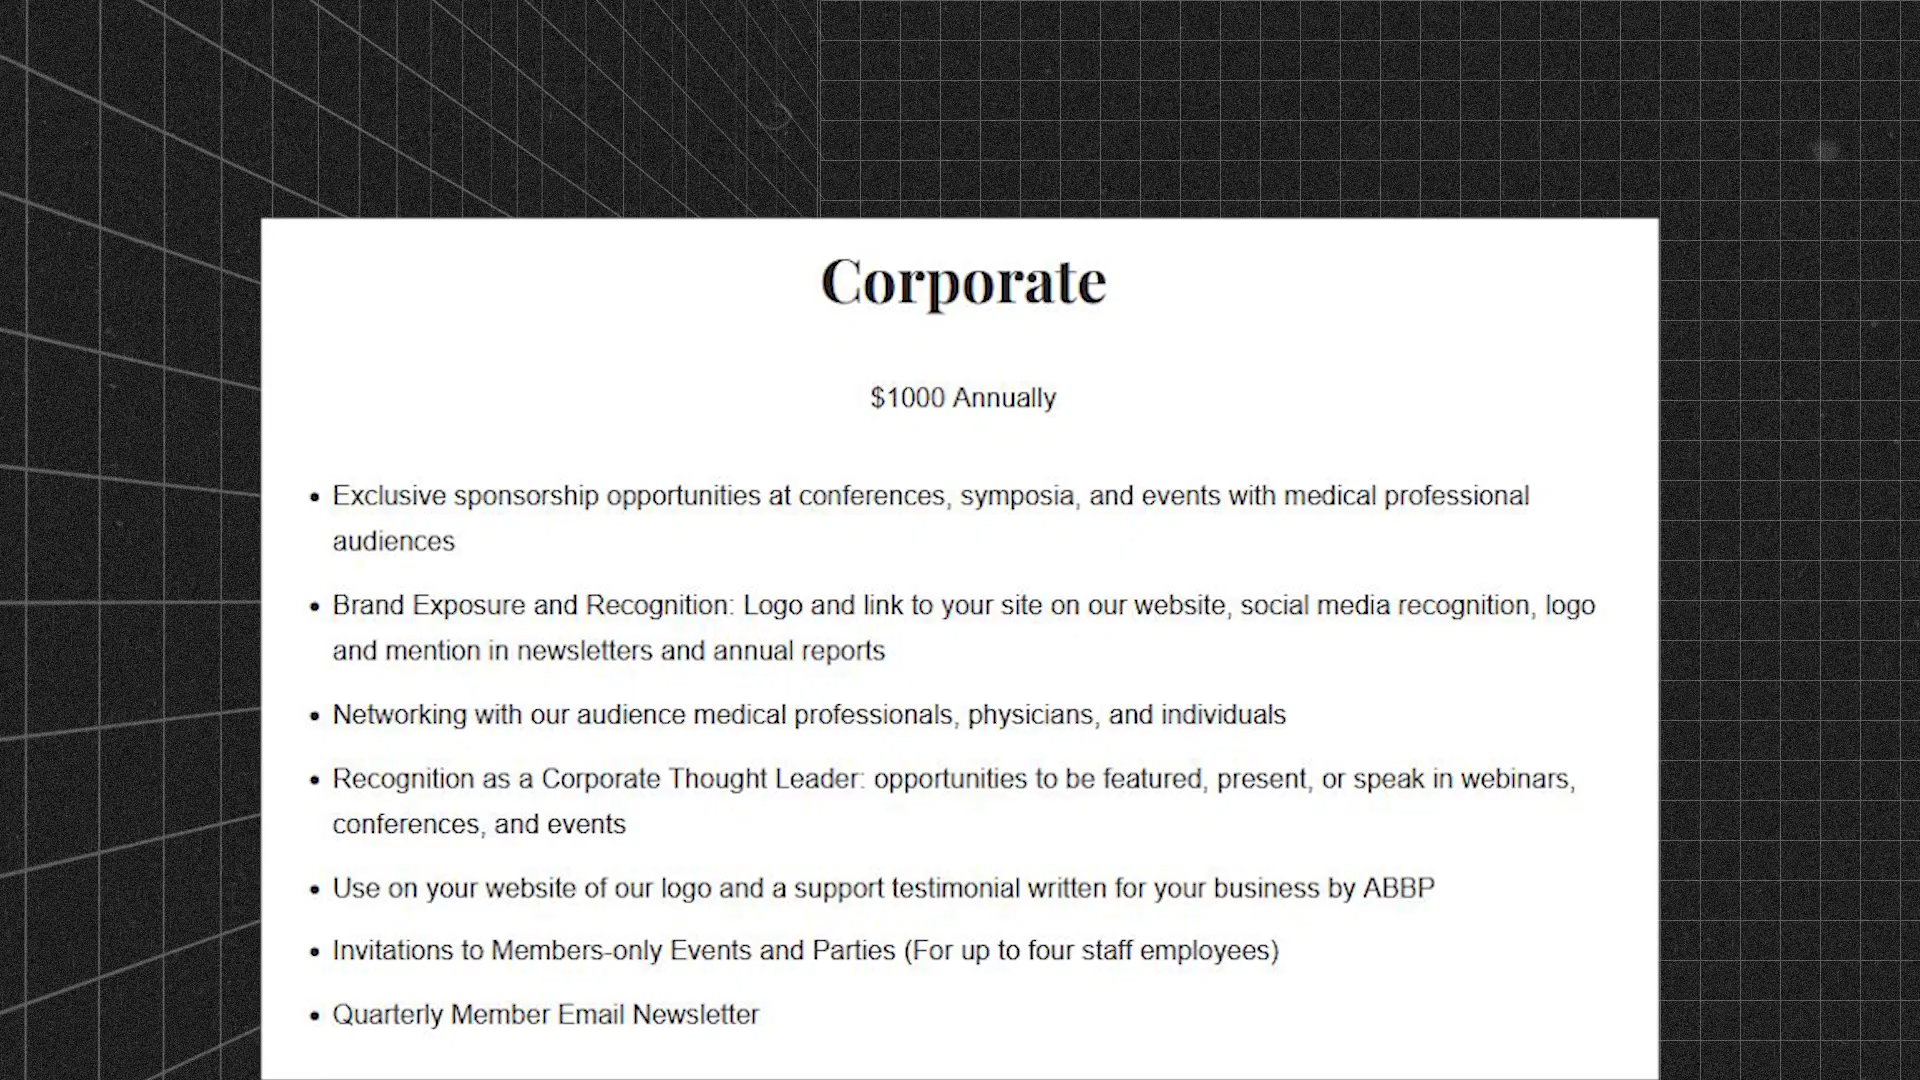 Corporate
$1000 Annually
• Exclusive sponsorship opportunities at conferences, symposia, and events with medical professional
audiences
• Brand Exposure and Recognition: Logo and link to your site on our website, social media recognition, logo
and mention in newsletters and annual reports
• Networking with our audience medical professionals, physicians, and individuals
• Recognition as a Corporate Thought Leader: opportunities to be featured, present, or speak in webinars,
conferences, and events
• Use on your website of our logo and a support testimonial written for your business by ABBP
• Invitations to Members-only Events and Parties (For up to four staff employees)
• Quarterly Member Email Newsletter